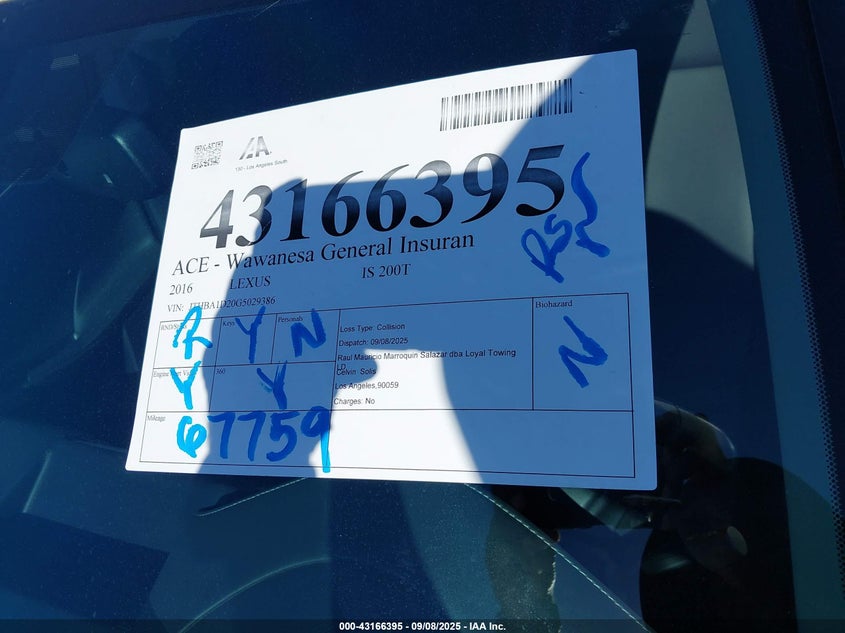 IAA
130 - Los Angeles South
43166395
ACE - Wawanesa General Insuran
2016 LEXUS IS 200T
VIN: JTHBA1D20G5029386
RS
R
Keys Y
Personals N
Loss Type: Collision
Dispatch: 09/08/2025
Raul Mauricio Marroquin Salazar dba Loyal Towing
LD
Celvin Solis
Los Angeles,90059
Charges: No
Biohazard
N
Y
360 Y
Mileage
67759
000-43166395 - 09/08/2025 - IAA Inc.